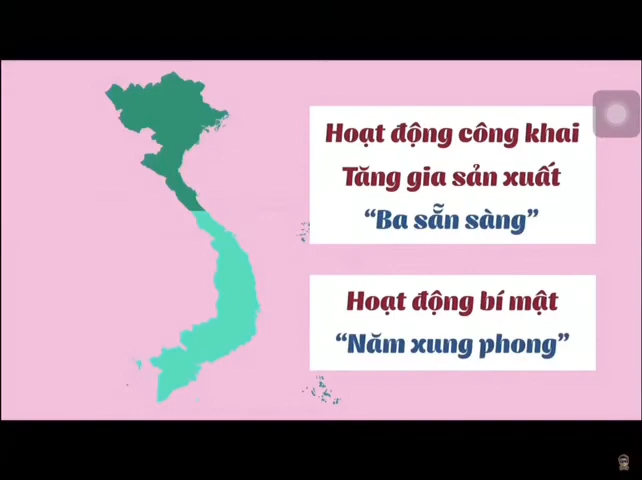 Hoạt động công khai
Tăng gia sản xuất
“Ba sẵn sàng”
Hoạt động bí mật
“Năm xung phong”